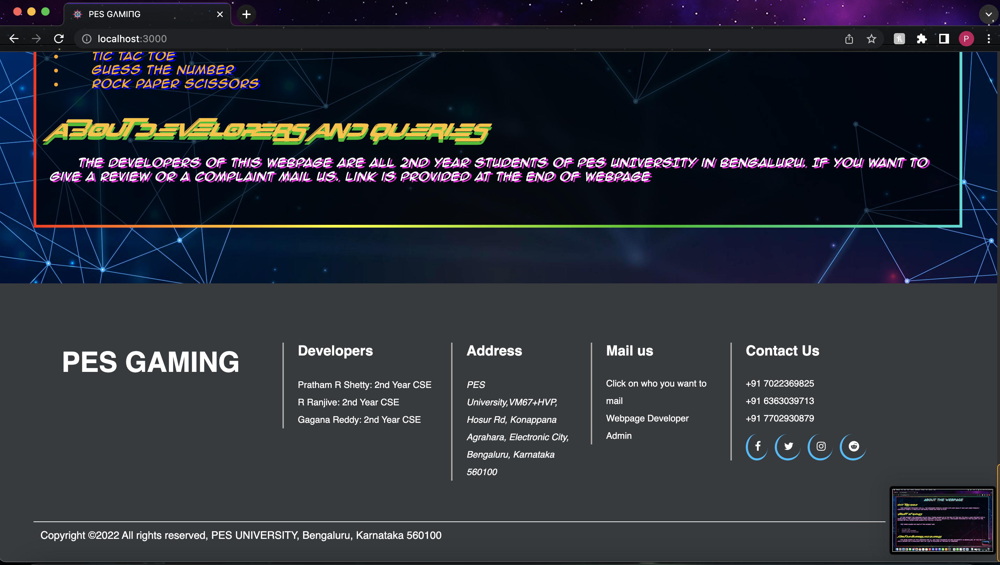 PES GΛMIПG
localhost:3000
P
TIC TAC TOE
GUESS THE NUMBER
ROCK PAPER SCISSORS
ABOUT DEVELOPERS AND QUERIES
THE DEVELOPERS OF THIS WEBPAGE ARE ALL 2ND YEAR STUDENTS OF PES UNIVERSITY IN BENGALURU. IF YOU WANT TO
GIVE A REVIEW OR A COMPLAINT MAIL US. LINK IS PROVIDED AT THE END OF WEBPAGE
PES GAMING
Developers
Pratham R Shetty: 2nd Year CSE
R Ranjive: 2nd Year CSE
Gagana Reddy: 2nd Year CSE
Address
PES
University,VM67+HVP,
Hosur Rd, Konappana
Agrahara, Electronic City,
Bengaluru, Karnataka
560100
Mail us
Click on who you want to
mail
Webpage Developer
Admin
Contact Us
+91 7022369825
+91 6363039713
+91 7702930879
ABOUT THE WEBPAGE
Copyright ©2022 All rights reserved, PES UNIVERSITY, Bengaluru, Karnataka 560100